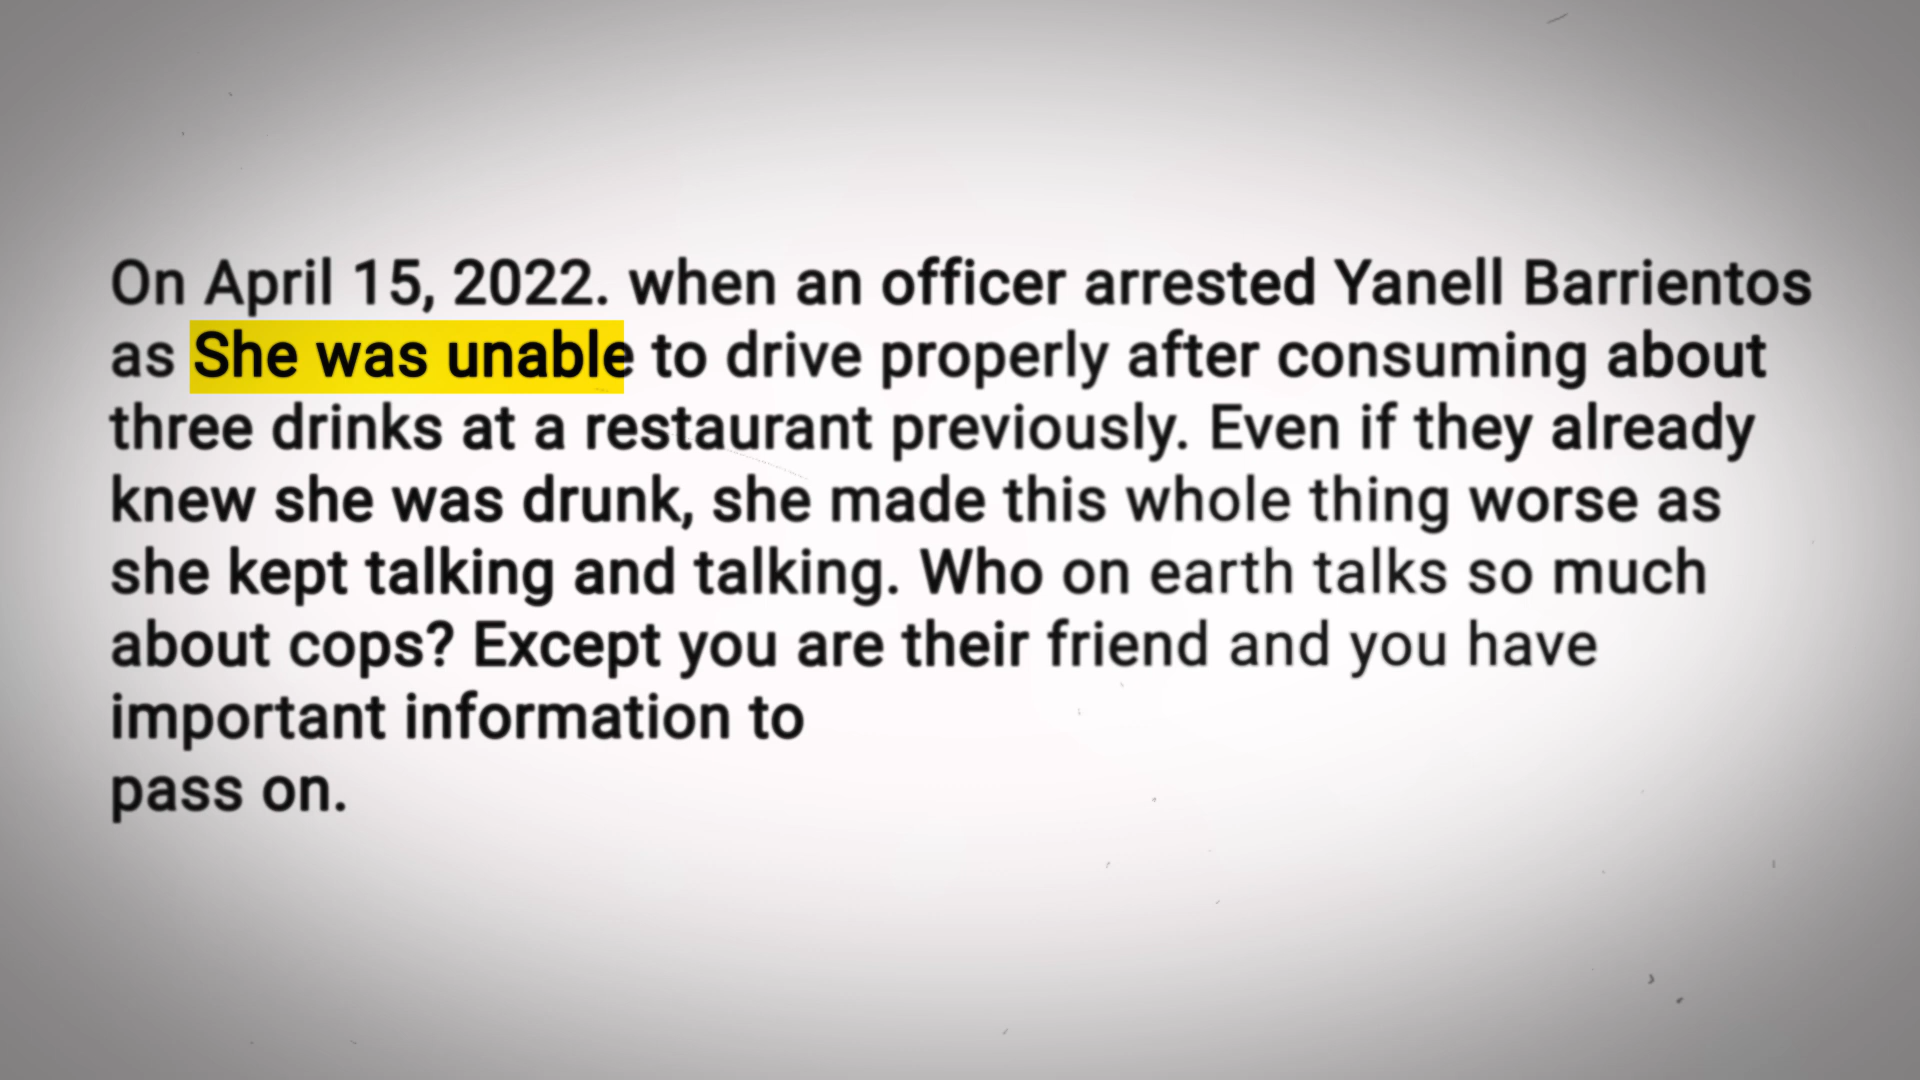 On April 15, 2022. when an officer arrested Yanell Barrientos
as She was unable to drive properly after consuming about
three drinks at a restaurant previously. Even if they already
knew she was drunk, she made this whole thing worse as
she kept talking and talking. Who on earth talks so much
about cops? Except you are their friend and you have
important information to
pass on.